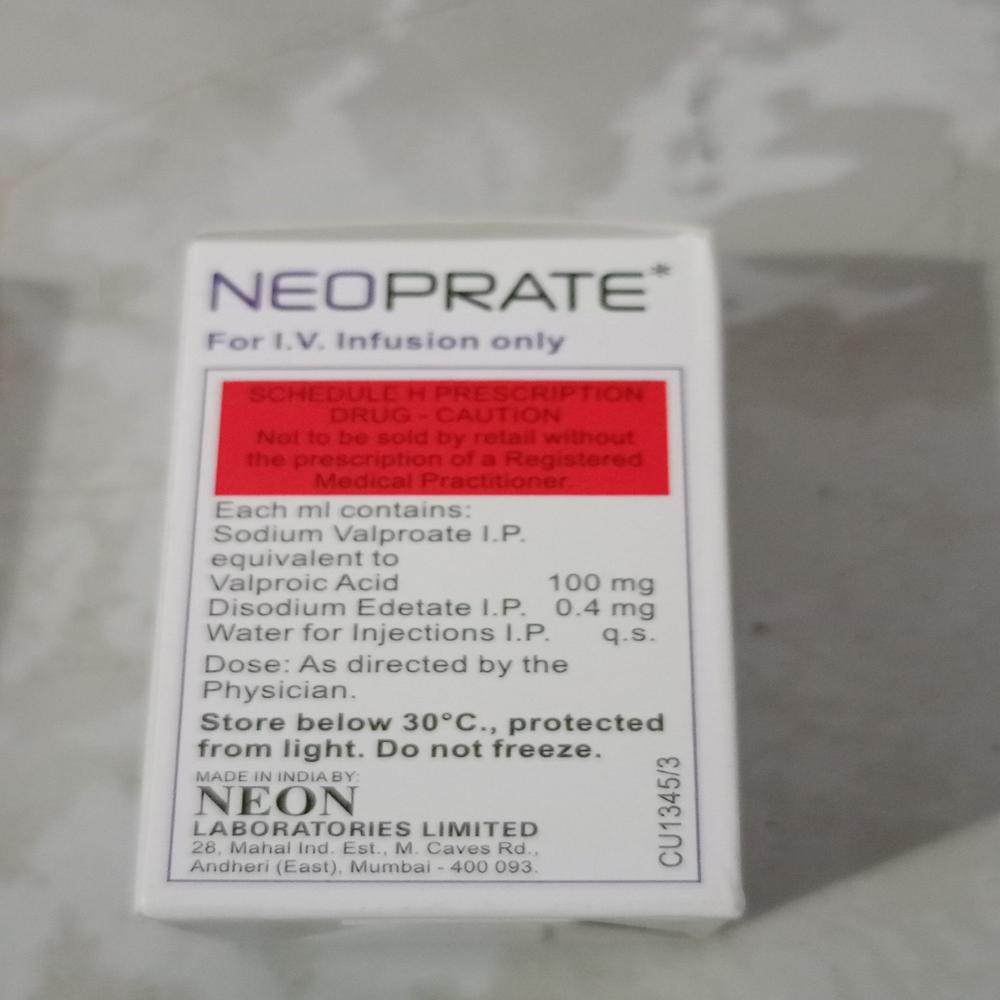 NEOPRATE*
For I.V. Infusion only
SCHEDULE H PRESCRIPTION
DRUG - CAUTION
Not to be sold by retail without
the prescription of a Registered
Medical Practitioner.
Each ml contains:
Sodium Valproate I.P.
equivalent to
Valproic Acid 100 mg
Disodium Edetate I.P. 0.4 mg
Water for Injections I.P. q.s.
Dose: As directed by the
Physician.
Store below 30°C., protected
from light. Do not freeze.
MADE IN INDIA BY:
NEON
LABORATORIES LIMITED
28, Mahal Ind. Est., M. Caves Rd.,
Andheri (East), Mumbai - 400 093.
CU1345/3